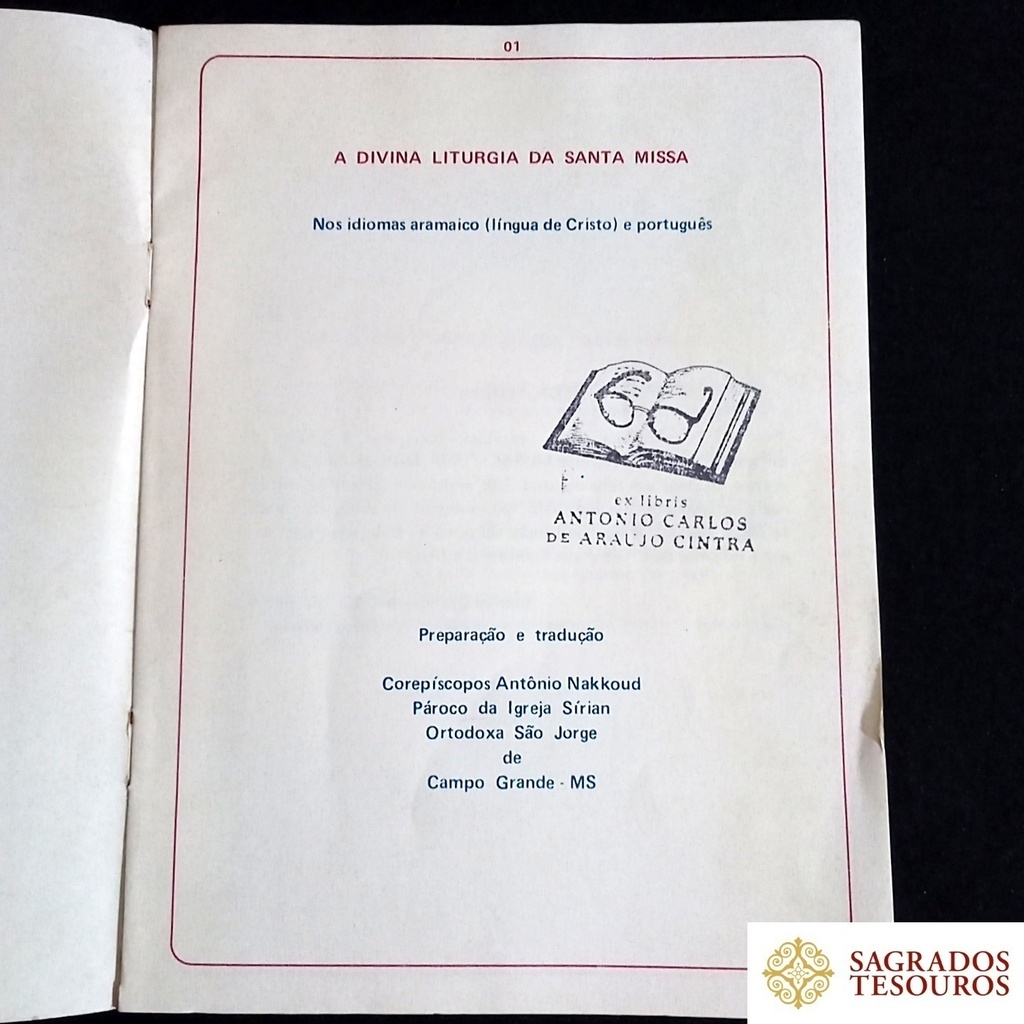 01
A DIVINA LITURGIA DA SANTA MISSA
Nos idiomas aramaico (língua de Cristo) e português
ex libris
ANTONIO CARLOS
DE ARAUJO CINTRA
Preparação e tradução
Corepíscopos Antônio Nakkoud
Pároco da Igreja Sírian
Ortodoxa São Jorge
de
Campo Grande - MS
SAGRADOS
TESOUROS